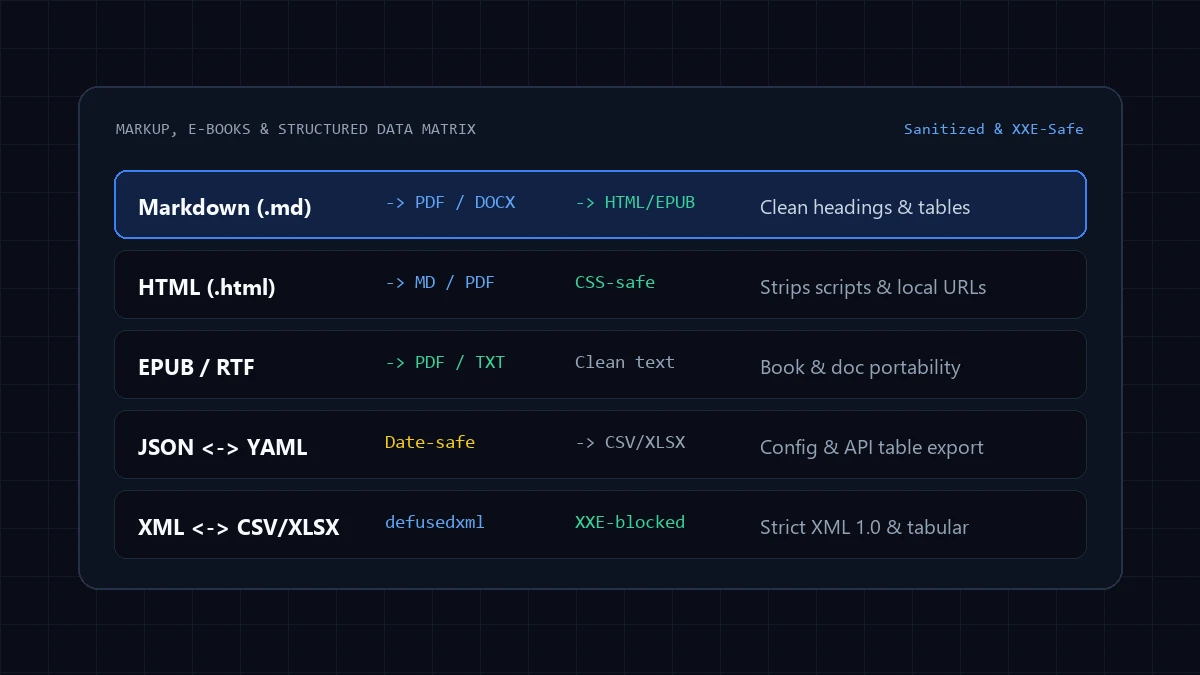 MARKUP, E-BOOKS & STRUCTURED DATA MATRIX Sanitized & XXE-Safe
Markdown (.md) -> PDF / DOCX -> HTML/EPUB Clean headings & tables
HTML (.html) -> MD / PDF CSS-safe Strips scripts & local URLs
EPUB / RTF -> PDF / TXT Clean text Book & doc portability
JSON <-> YAML Date-safe -> CSV/XLSX Config & API table export
XML <-> CSV/XLSX defusedxml XXE-blocked Strict XML 1.0 & tabular